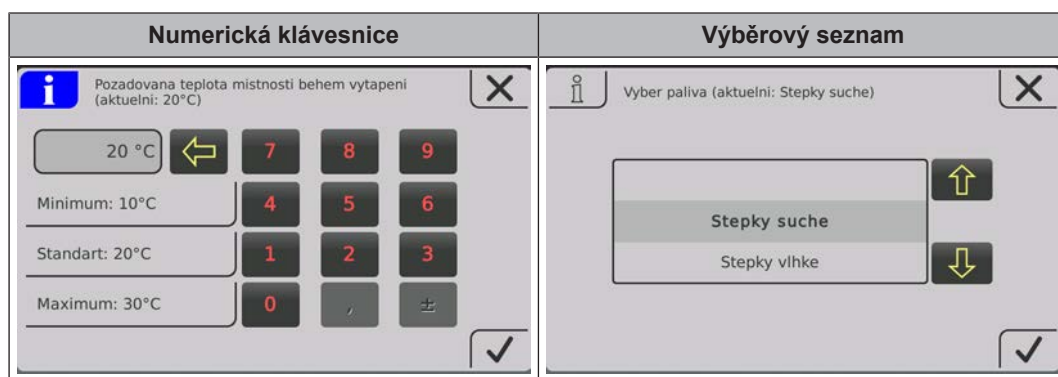 Numerická klávesnice
Výběrový seznam
i
Pozadovana teplota mistnosti behem vytapeni
(aktuelni: 20°C)
20 °C
7 8 9
Minimum: 10°C
4 5 6
Standart: 20°C
1 2 3
Maximum: 30°C
0 , ±
i
Vyber paliva (aktuelni: Stepky suche)
Stepky suche
Stepky vlhke